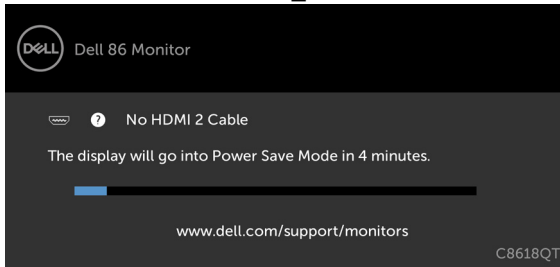 DELL
Dell 86 Monitor
? No HDMI 2 Cable
The display will go into Power Save Mode in 4 minutes.
www.dell.com/support/monitors
C8618QT